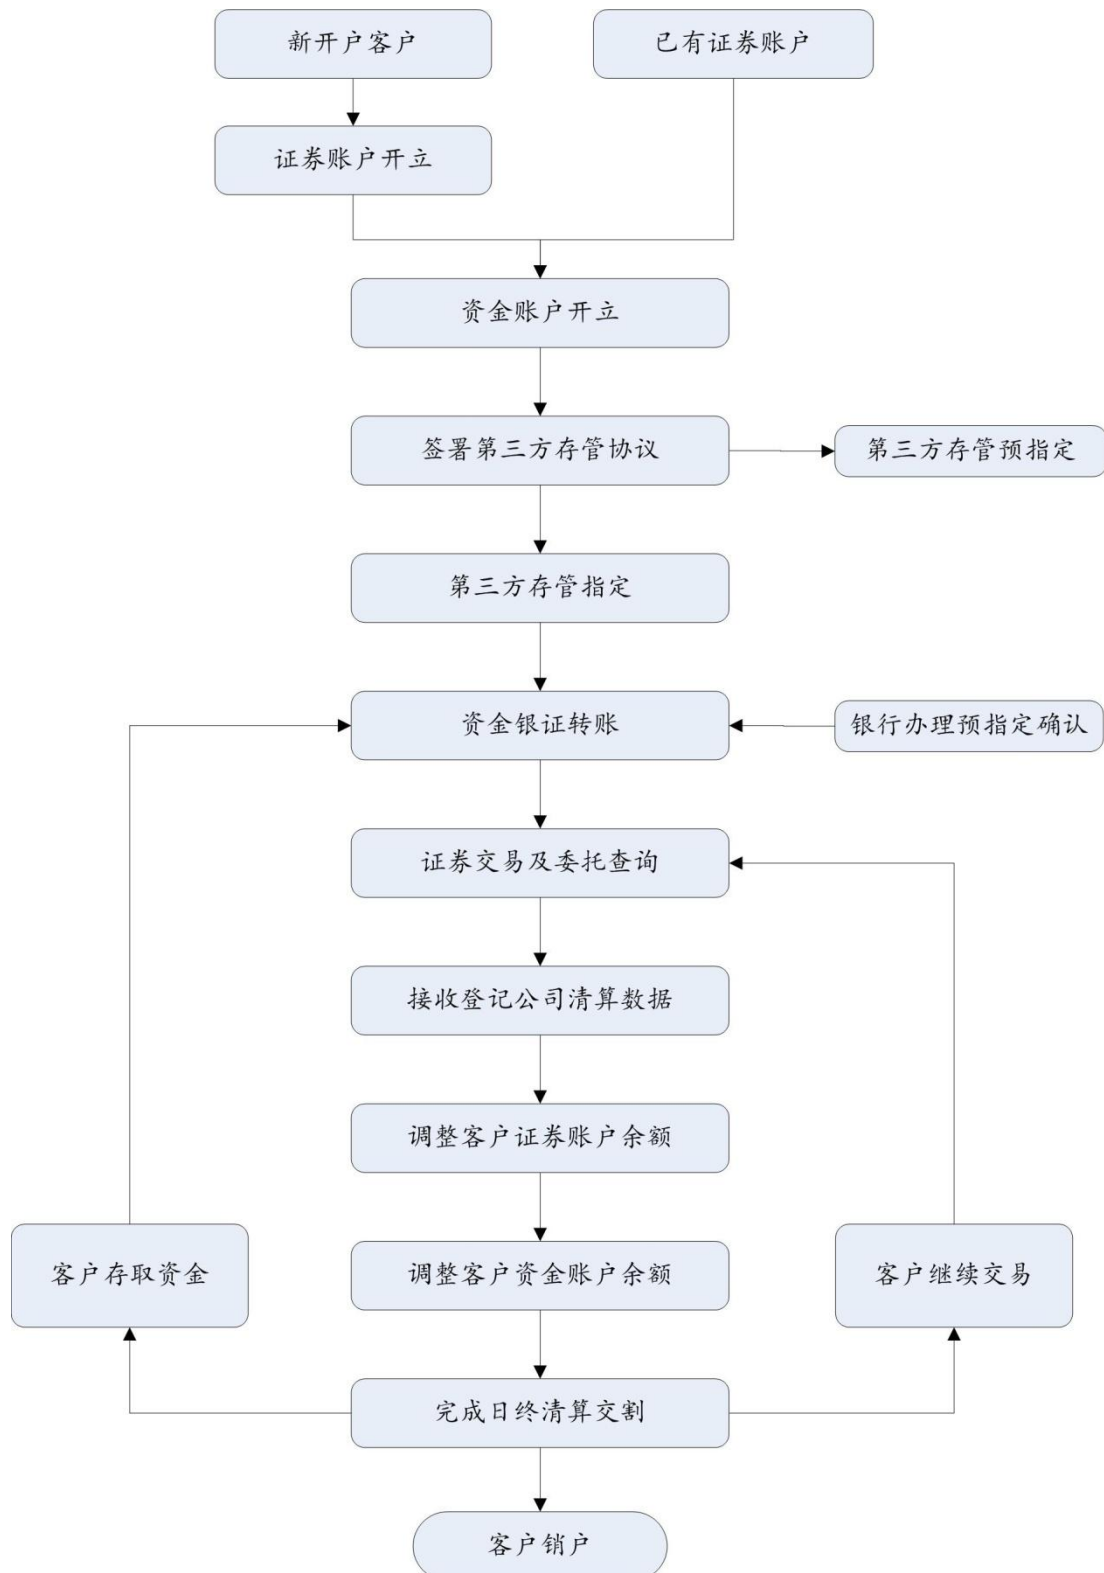 新开户客户
已有证券账户
证券账户开立
资金账户开立
签署第三方存管协议
第三方存管预指定
第三方存管指定
资金银证转账
银行办理预指定确认
证券交易及委托查询
接收登记公司清算数据
调整客户证券账户余额
客户存取资金
调整客户资金账户余额
客户继续交易
完成日终清算交割
客户销户